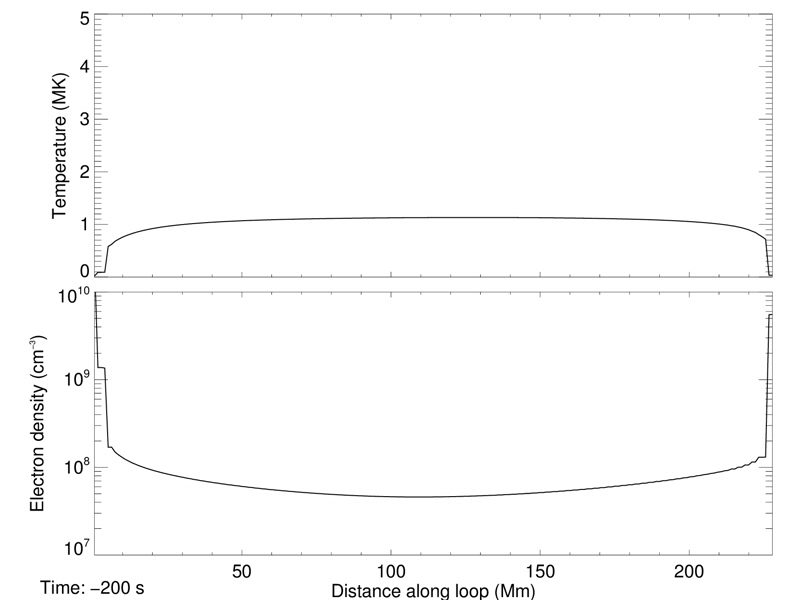 5
4
3
2
1
0
Temperature (MK)
10^10
10^9
10^8
10^7
Electron density (cm^−3)
50 100 150 200
Distance along loop (Mm)
Time: −200 s